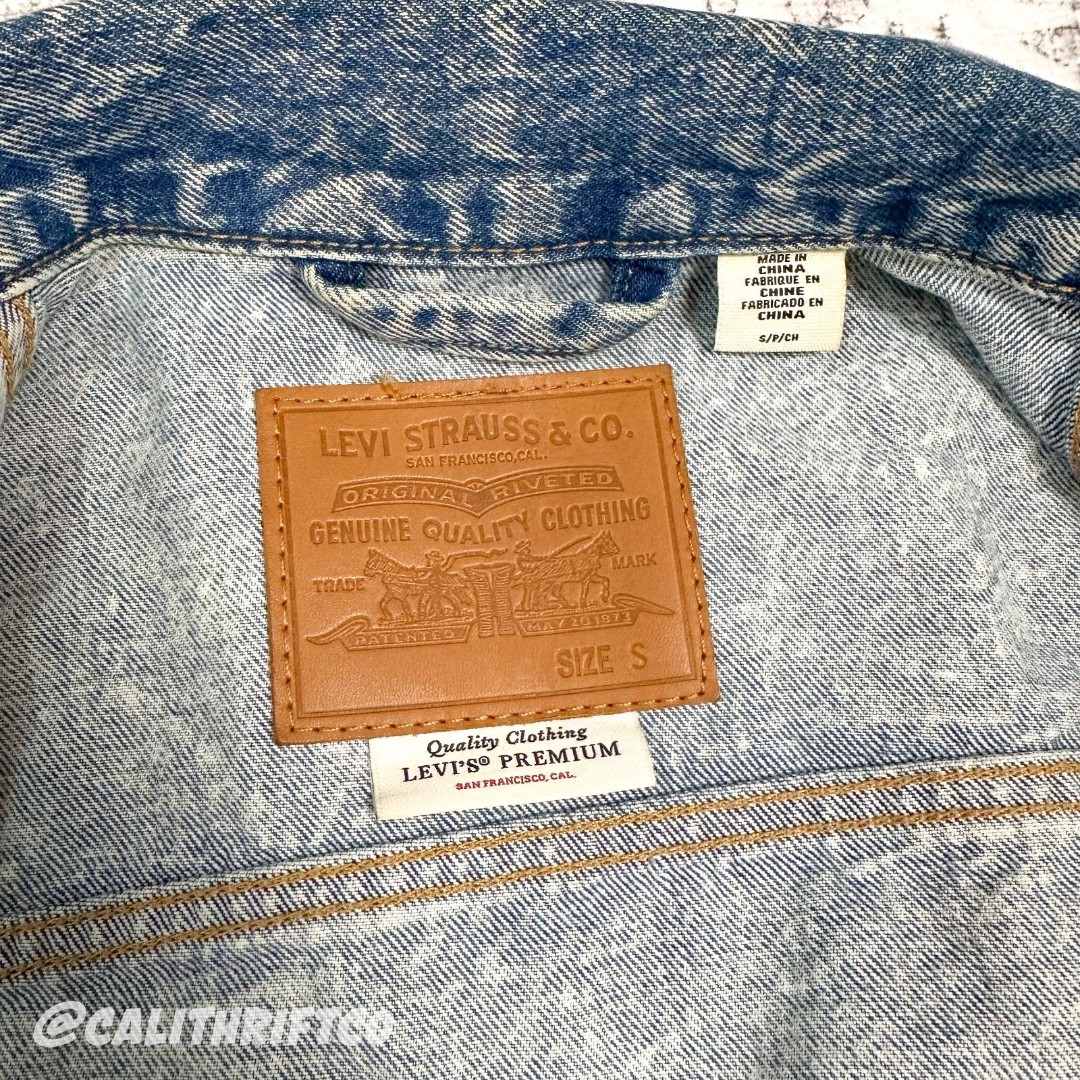 MADE IN
CHINA
FABRIQUE EN
CHINE
FABRICADO EN
CHINA
S/P/CH
LEVI STRAUSS & CO.
SAN FRANCISCO, CAL.
ORIGINAL RIVETED
GENUINE QUALITY CLOTHING
TRADE MARK
PATENTED MAY 20 1873
SIZE S
Quality Clothing
LEVI'S® PREMIUM
SAN FRANCISCO, CAL.
@CALITHRIFTCO